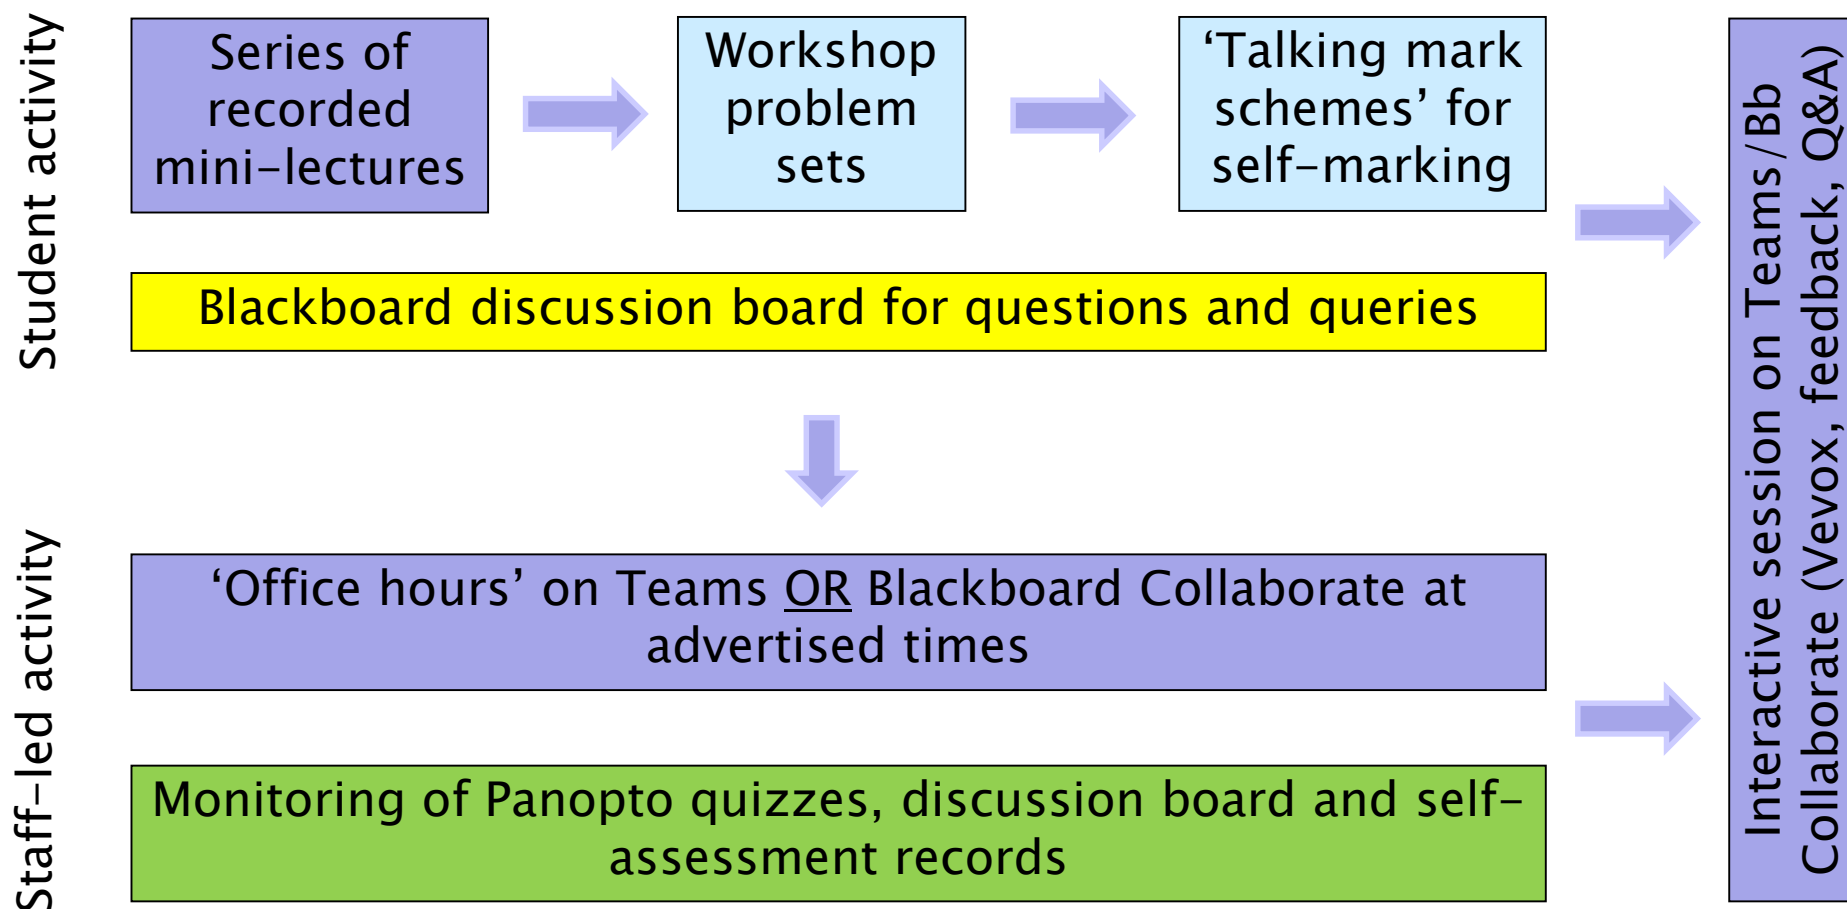 Student activity
Series of
recorded
mini-lectures
Workshop
problem
sets
‘Talking mark
schemes’ for
self-marking
Blackboard discussion board for questions and queries
Staff-led activity
‘Office hours’ on Teams OR Blackboard Collaborate at
advertised times
Monitoring of Panopto quizzes, discussion board and self-
assessment records
Interactive session on Teams/Bb
Collaborate (Vevox, feedback, Q&A)